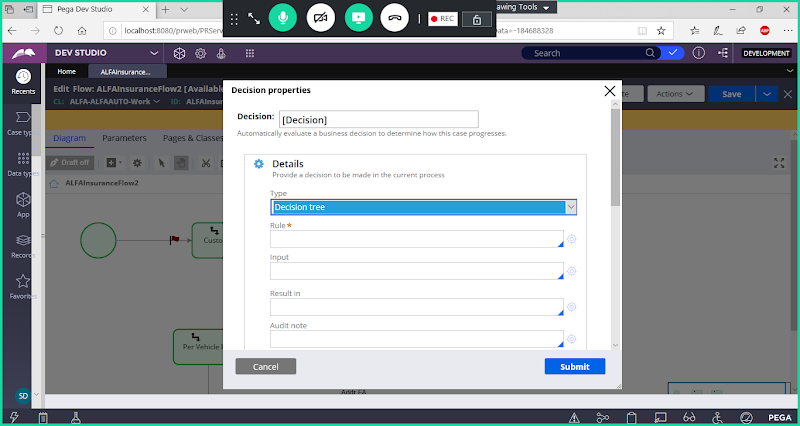 Pega Dev Studio
awing Tools
localhost:8080/prweb/PRServ
Data=-184688328
REC
DEV STUDIO
Search
DEVELOPMENT
Home
ALFAInsurance...
Recents
Edit Flow: ALFAInsuranceFlow2 [Available
Actions
Save
CL: ALFA-ALFAAUTO-Work
ID: ALFAInsur
Case typ
Diagram
Parameters
Pages & Classes
Draft off
Data typ
ALFAInsuranceFlow2
App
Custo
Records
Favorite
Per Vehicle
SD
Decision properties
Decision:
[Decision]
Automatically evaluate a business decision to determine how this case progresses.
Details
Provide a decision to be made in the current process
Type
Decision tree
Rule*
Input
Result in
Audit note
Cancel
Submit
PEGA